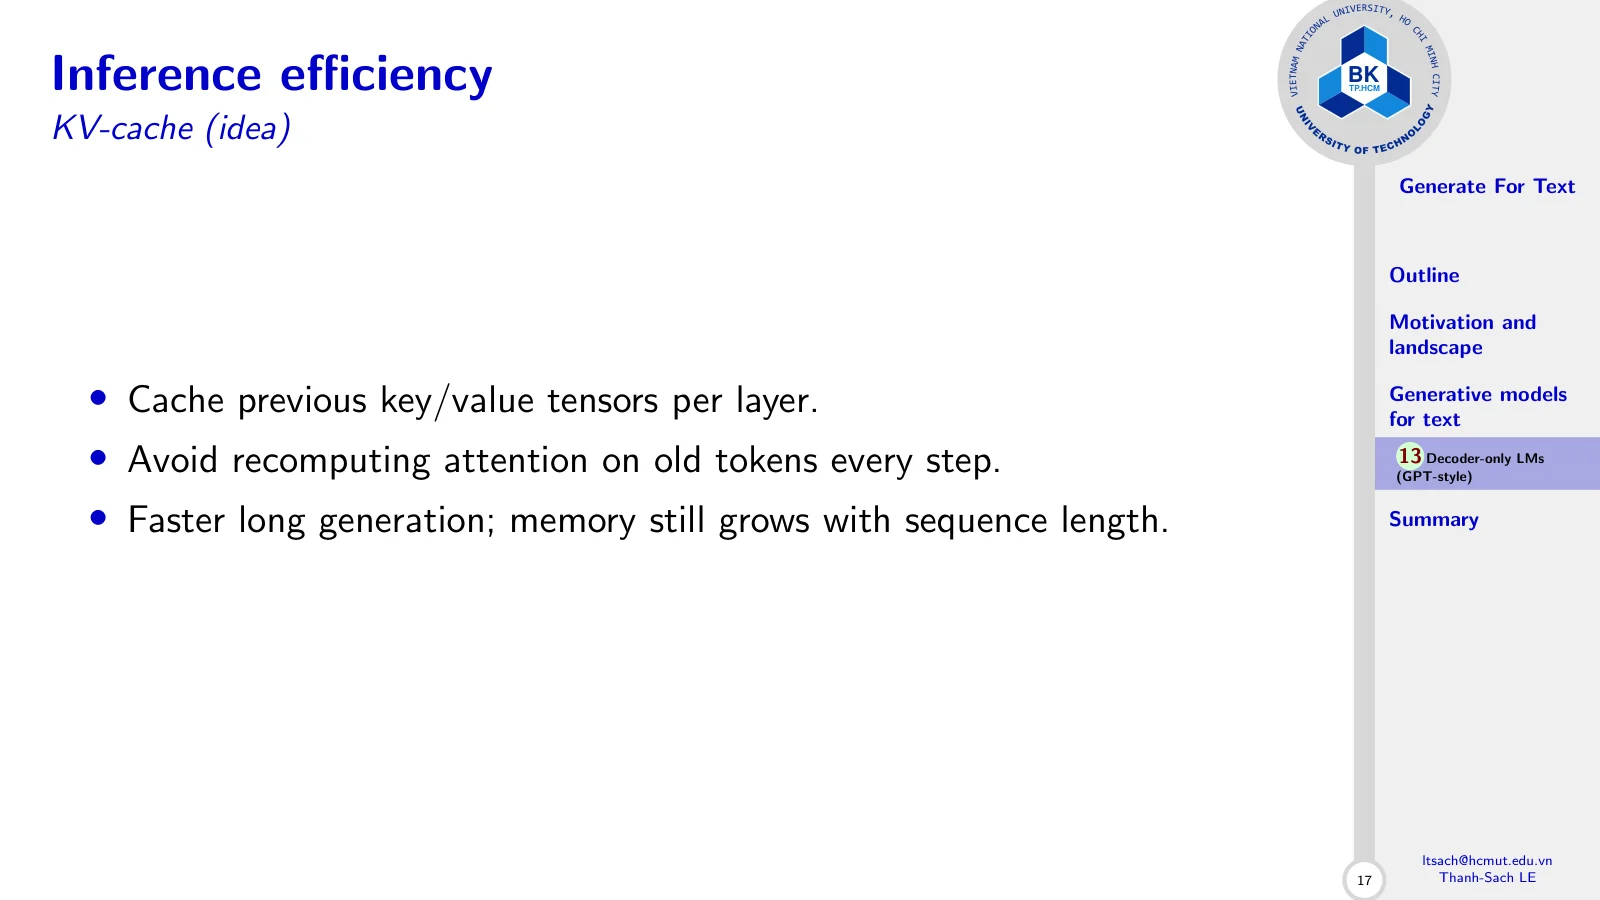 Inference efficiency
KV-cache (idea)
• Cache previous key/value tensors per layer.
• Avoid recomputing attention on old tokens every step.
• Faster long generation; memory still grows with sequence length.
VIETNAM NATIONAL UNIVERSITY, HO CHI MINH CITY
BK
TP.HCM
UNIVERSITY OF TECHNOLOGY
Generate For Text
Outline
Motivation and
landscape
Generative models
for text
13 Decoder-only LMs
(GPT-style)
Summary
ltsach@hcmut.edu.vn
Thanh-Sach LE
17